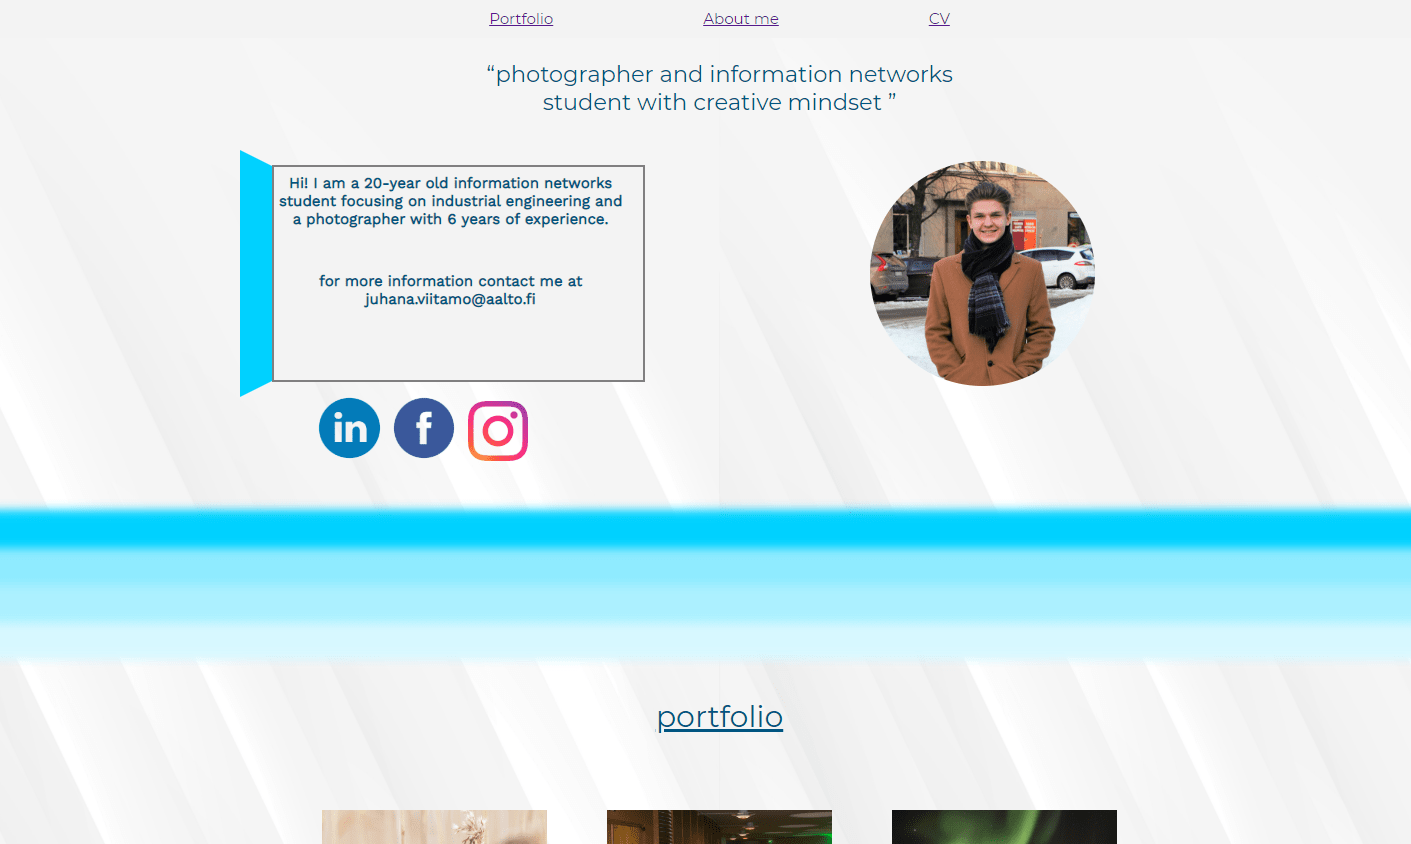 Portfolio
About me
CV
“photographer and information networks
student with creative mindset ”
Hi! I am a 20-year old information networks
student focusing on industrial engineering and
a photographer with 6 years of experience.
for more information contact me at
juhana.viitamo@aalto.fi
in
f
portfolio